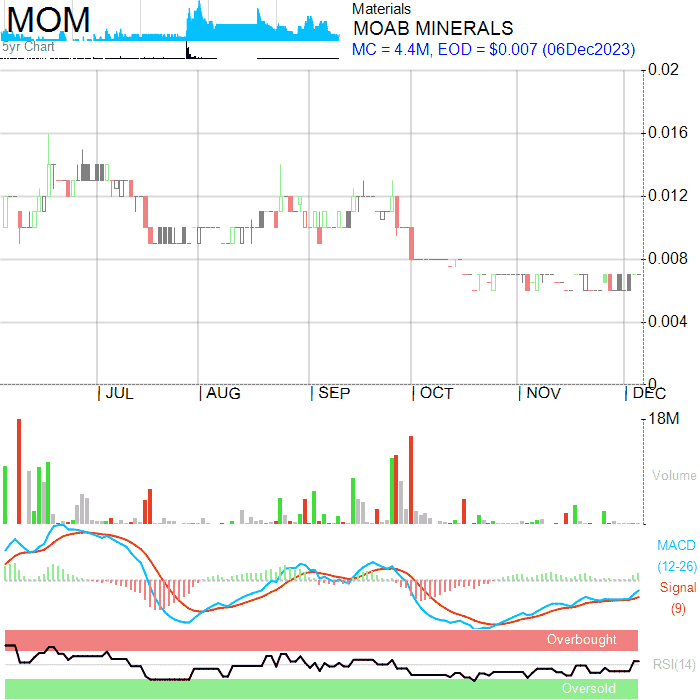 MOM
Materials
MOAB MINERALS
5yr Chart
MC = 4.4M, EOD = $0.007 (06Dec2023)
0.02
0.016
0.012
0.008
0.004
0
| JUL | AUG | SEP | OCT | NOV | DEC
18M
Volume
MACD
(12-26)
Signal
(9)
Overbought
RSI(14)
Oversold